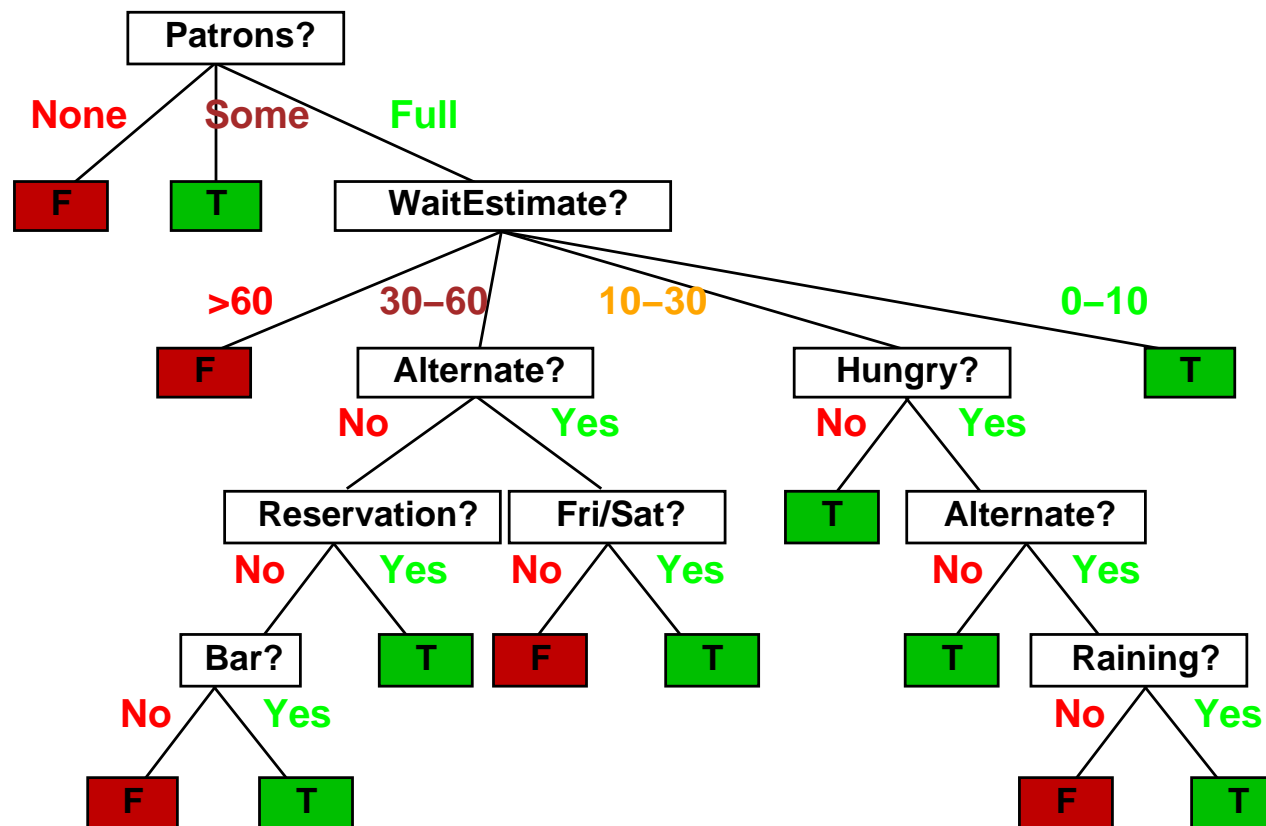 Patrons?
None Some Full
F T WaitEstimate?
>60 30–60 10–30 0–10
F Alternate? Hungry? T
No Yes No Yes
Reservation? Fri/Sat? T Alternate?
No Yes No Yes No Yes
Bar? T F T T Raining?
No Yes No Yes
F T F T